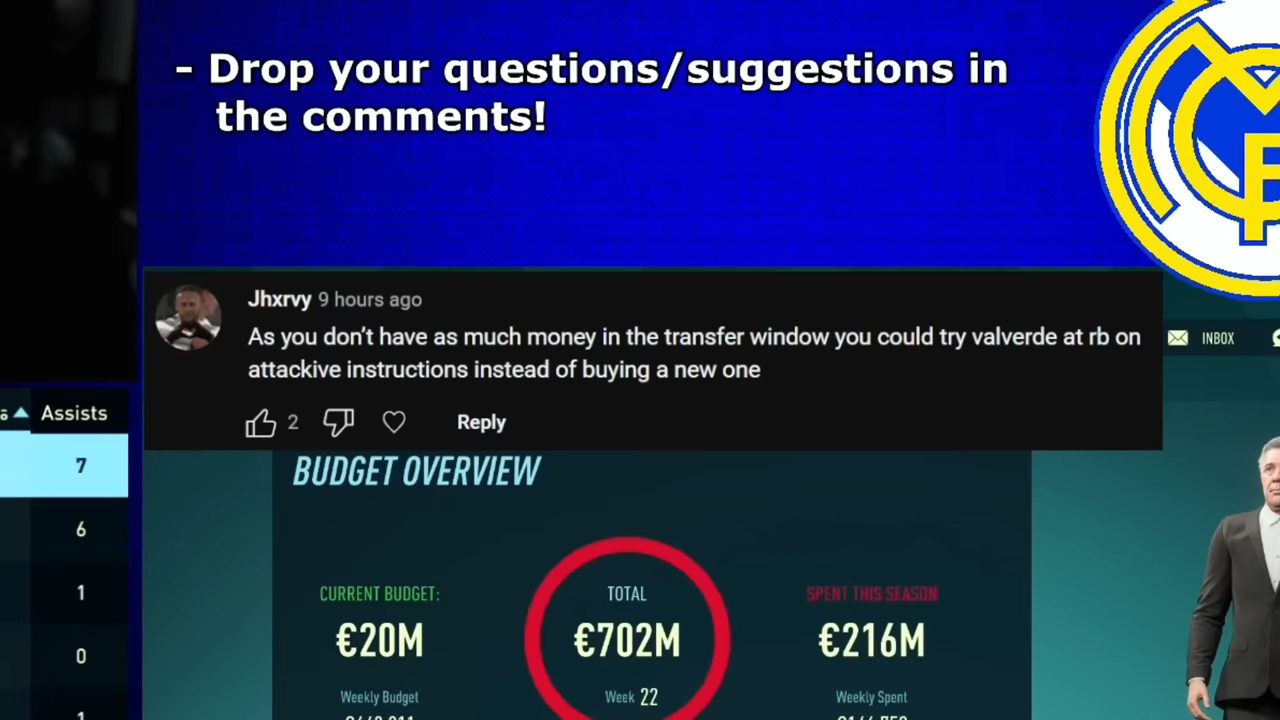 - Drop your questions/suggestions in
the comments!
Jhxrvy 9 hours ago
As you don't have as much money in the transfer window you could try valverde at rb on
attackive instructions instead of buying a new one
2 Reply
INBOX
Assists
7
6
1
0
1
BUDGET OVERVIEW
CURRENT BUDGET: TOTAL SPENT THIS SEASON
€20M €702M €216M
Weekly Budget Week 22 Weekly Spent